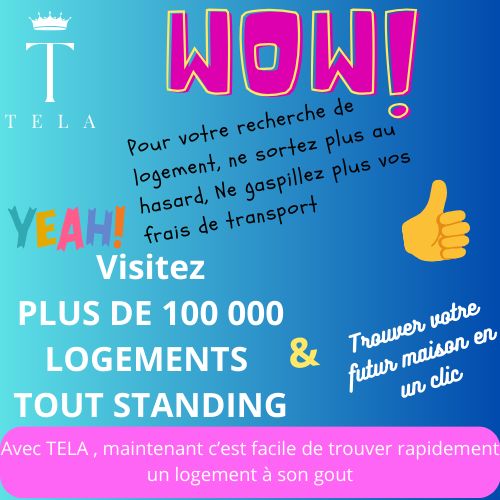 T
TELA
WOW!
Pour votre recherche de
logement, ne sortez plus au
hasard, Ne gaspillez plus vos
frais de transport
YEAH!
Visitez
PLUS DE 100 000
LOGEMENTS
TOUT STANDING
&
Trouver votre
futur maison en
un clic
Avec TELA , maintenant c’est facile de trouver rapidement
un logement à son gout